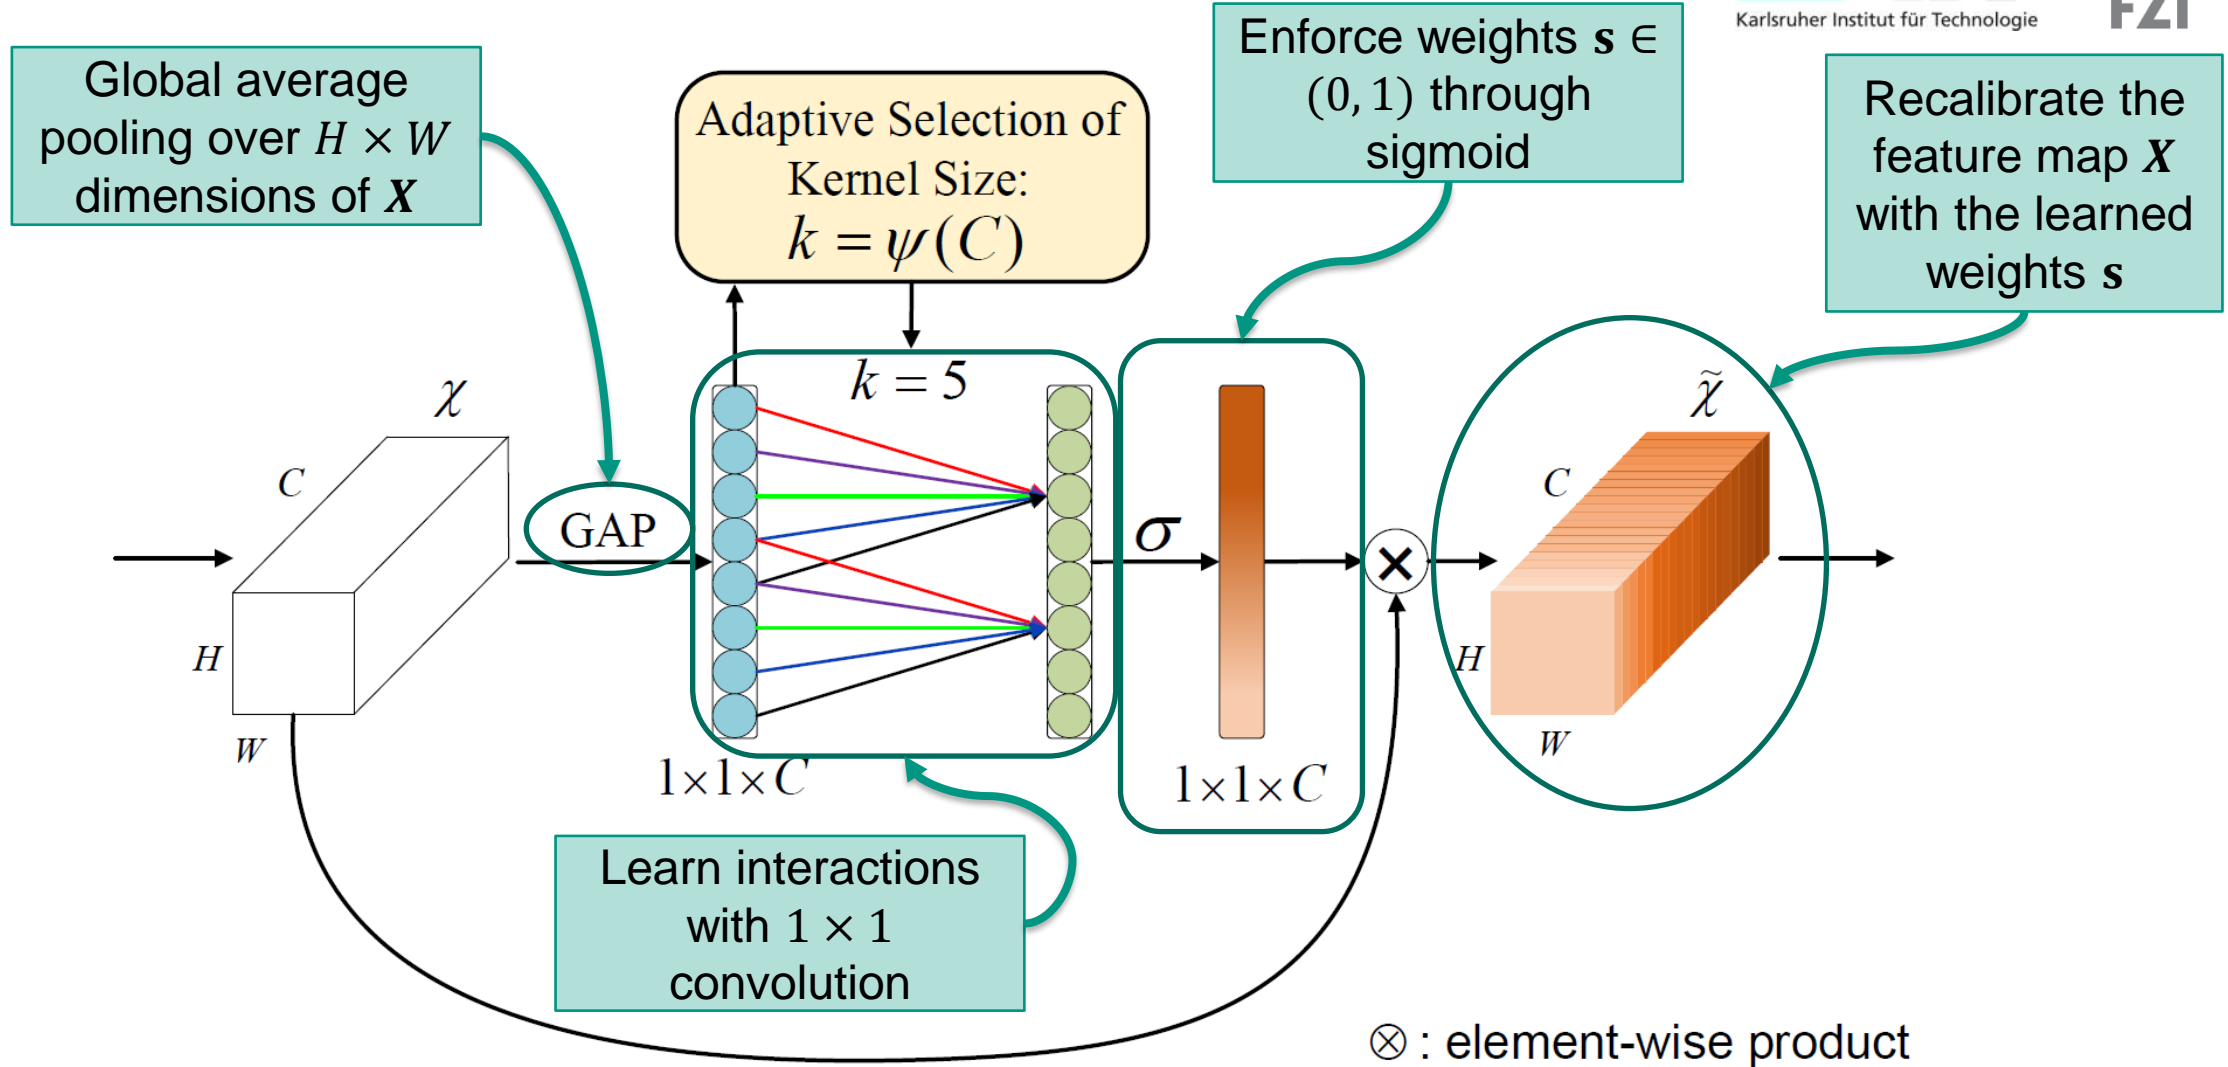 Karlsruher Institut für Technologie
FZI
Global average
pooling over H × W
dimensions of X
Adaptive Selection of
Kernel Size:
k = ψ(C)
Enforce weights s ∈
(0, 1) through
sigmoid
Recalibrate the
feature map X
with the learned
weights s
χ
C
H
W
GAP
k = 5
1×1×C
σ
1×1×C
×
χ̃
C
H
W
Learn interactions
with 1 × 1
convolution
⊗ : element-wise product